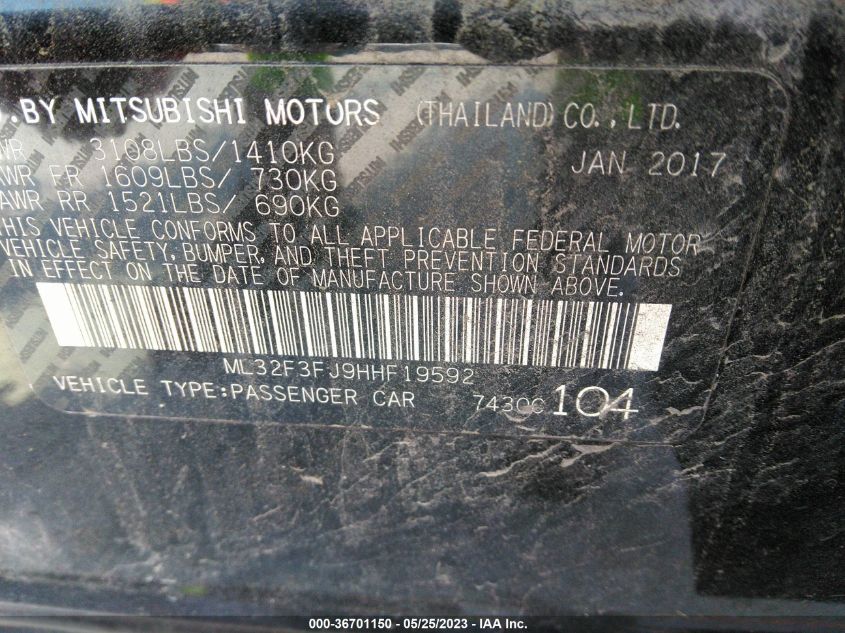 .BY MITSUBISHI MOTORS (THAILAND) CO.,LTD.
WR 3108LBS/1410KG JAN 2017
AWR FR 1609LBS/ 730KG
AWR RR 1521LBS/ 690KG
THIS VEHICLE CONFORMS TO ALL APPLICABLE FEDERAL MOTOR
VEHICLE SAFETY, BUMPER, AND THEFT PREVENTION STANDARDS
IN EFFECT ON THE DATE OF MANUFACTURE SHOWN ABOVE.
ML32F3FJ9HHF19592
VEHICLE TYPE:PASSENGER CAR 7430C 104
000-36701150 - 05/25/2023 - IAA Inc.